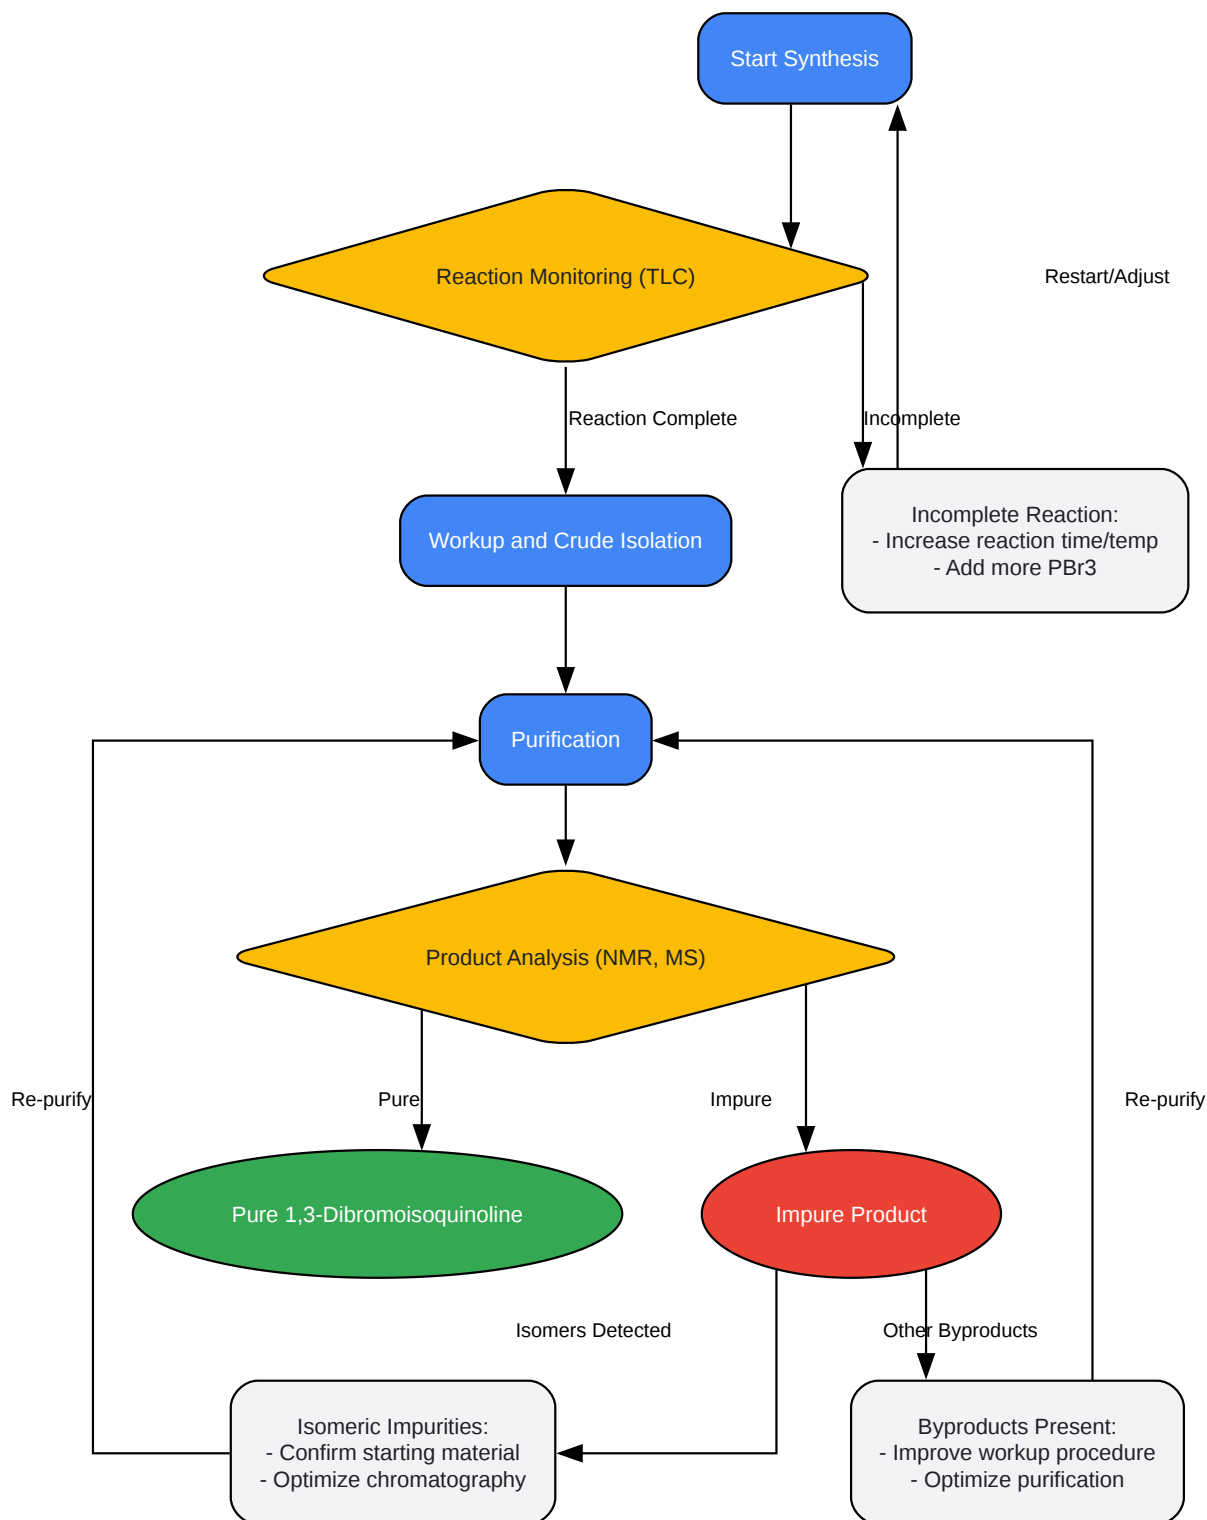 Start Synthesis
Reaction Monitoring (TLC)
Restart/Adjust
Reaction Complete
Incomplete
Incomplete Reaction:
- Increase reaction time/temp
- Add more PBr3
Workup and Crude Isolation
Purification
Product Analysis (NMR, MS)
Re-purify
Pure
Impure
Re-purify
Pure 1,3-Dibromoisoquinoline
Impure Product
Isomers Detected
Other Byproducts
Isomeric Impurities:
- Confirm starting material
- Optimize chromatography
Byproducts Present:
- Improve workup procedure
- Optimize purification